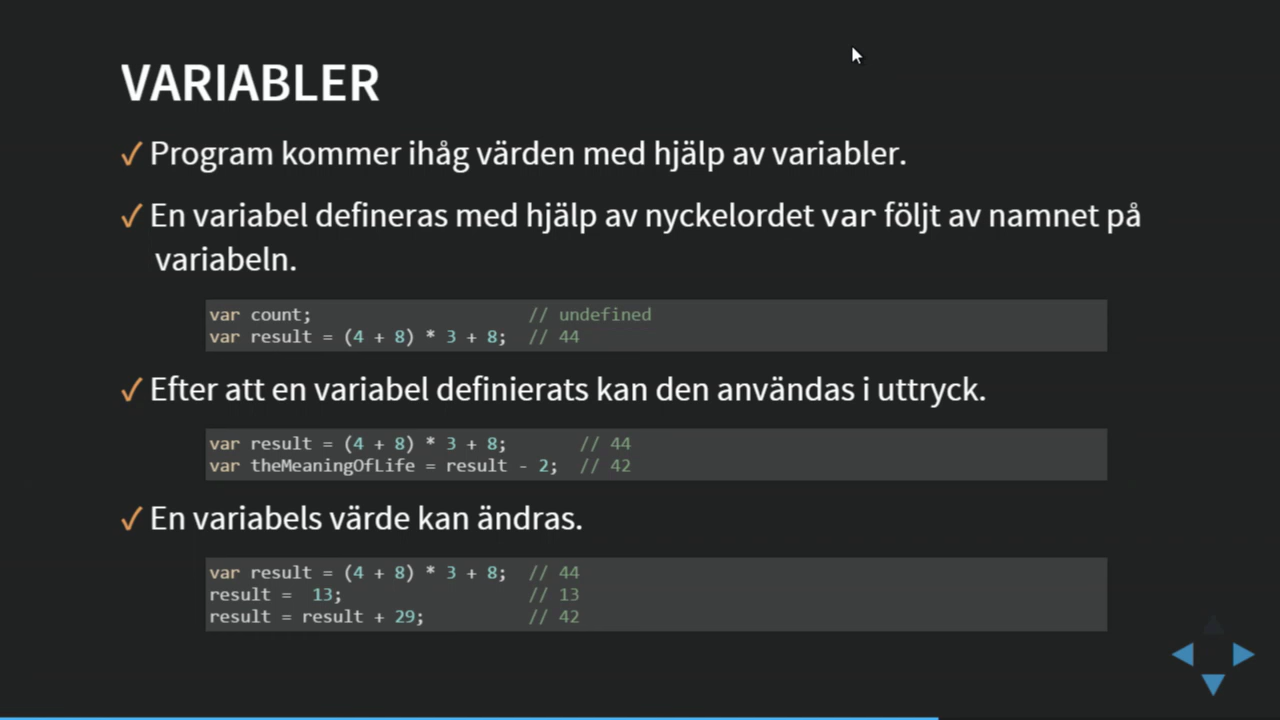 VARIABLER
✓ Program kommer ihåg värden med hjälp av variabler.
✓ En variabel defineras med hjälp av nyckelordet var följt av namnet på
variabeln.
var count;                     // undefined
var result = (4 + 8) * 3 + 8;  // 44
✓ Efter att en variabel definierats kan den användas i uttryck.
var result = (4 + 8) * 3 + 8;       // 44
var theMeaningOfLife = result - 2;  // 42
✓ En variabels värde kan ändras.
var result = (4 + 8) * 3 + 8;  // 44
result =  13;                  // 13
result = result + 29;          // 42